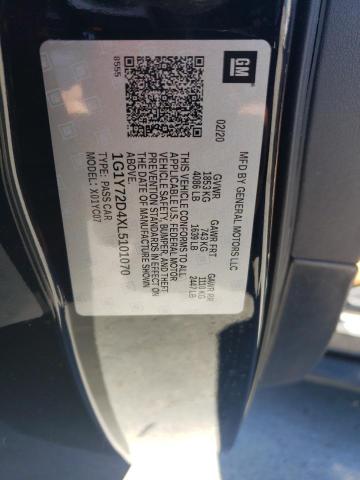 GM
MFD BY GENERAL MOTORS LLC
02/20
GVWR
1853 KG
4086 LB
GAWR FRT
743 KG
1639 LB
GAWR RR
1110 KG
2447 LB
THIS VEHICLE CONFORMS TO ALL
APPLICABLE U.S. FEDERAL MOTOR
VEHICLE SAFETY, BUMPER, AND THEFT
PREVENTION STANDARDS IN EFFECT ON
THE DATE OF MANUFACTURE SHOWN
ABOVE.
1G1Y72D4XL5101070
TYPE: PASS CAR
MODEL: X01YC07
8555